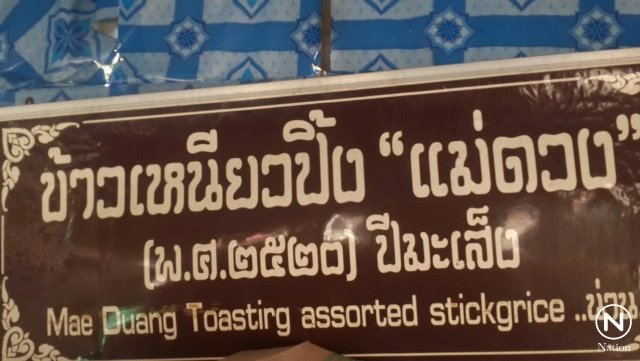 ข้าวเหนียวปิ้ง “แม่ดวง”
(พ.ศ.๒๕๒๐) ปีมะเส็ง
Mae Duang Toastirg assorted stickgrice ..
N
Nation